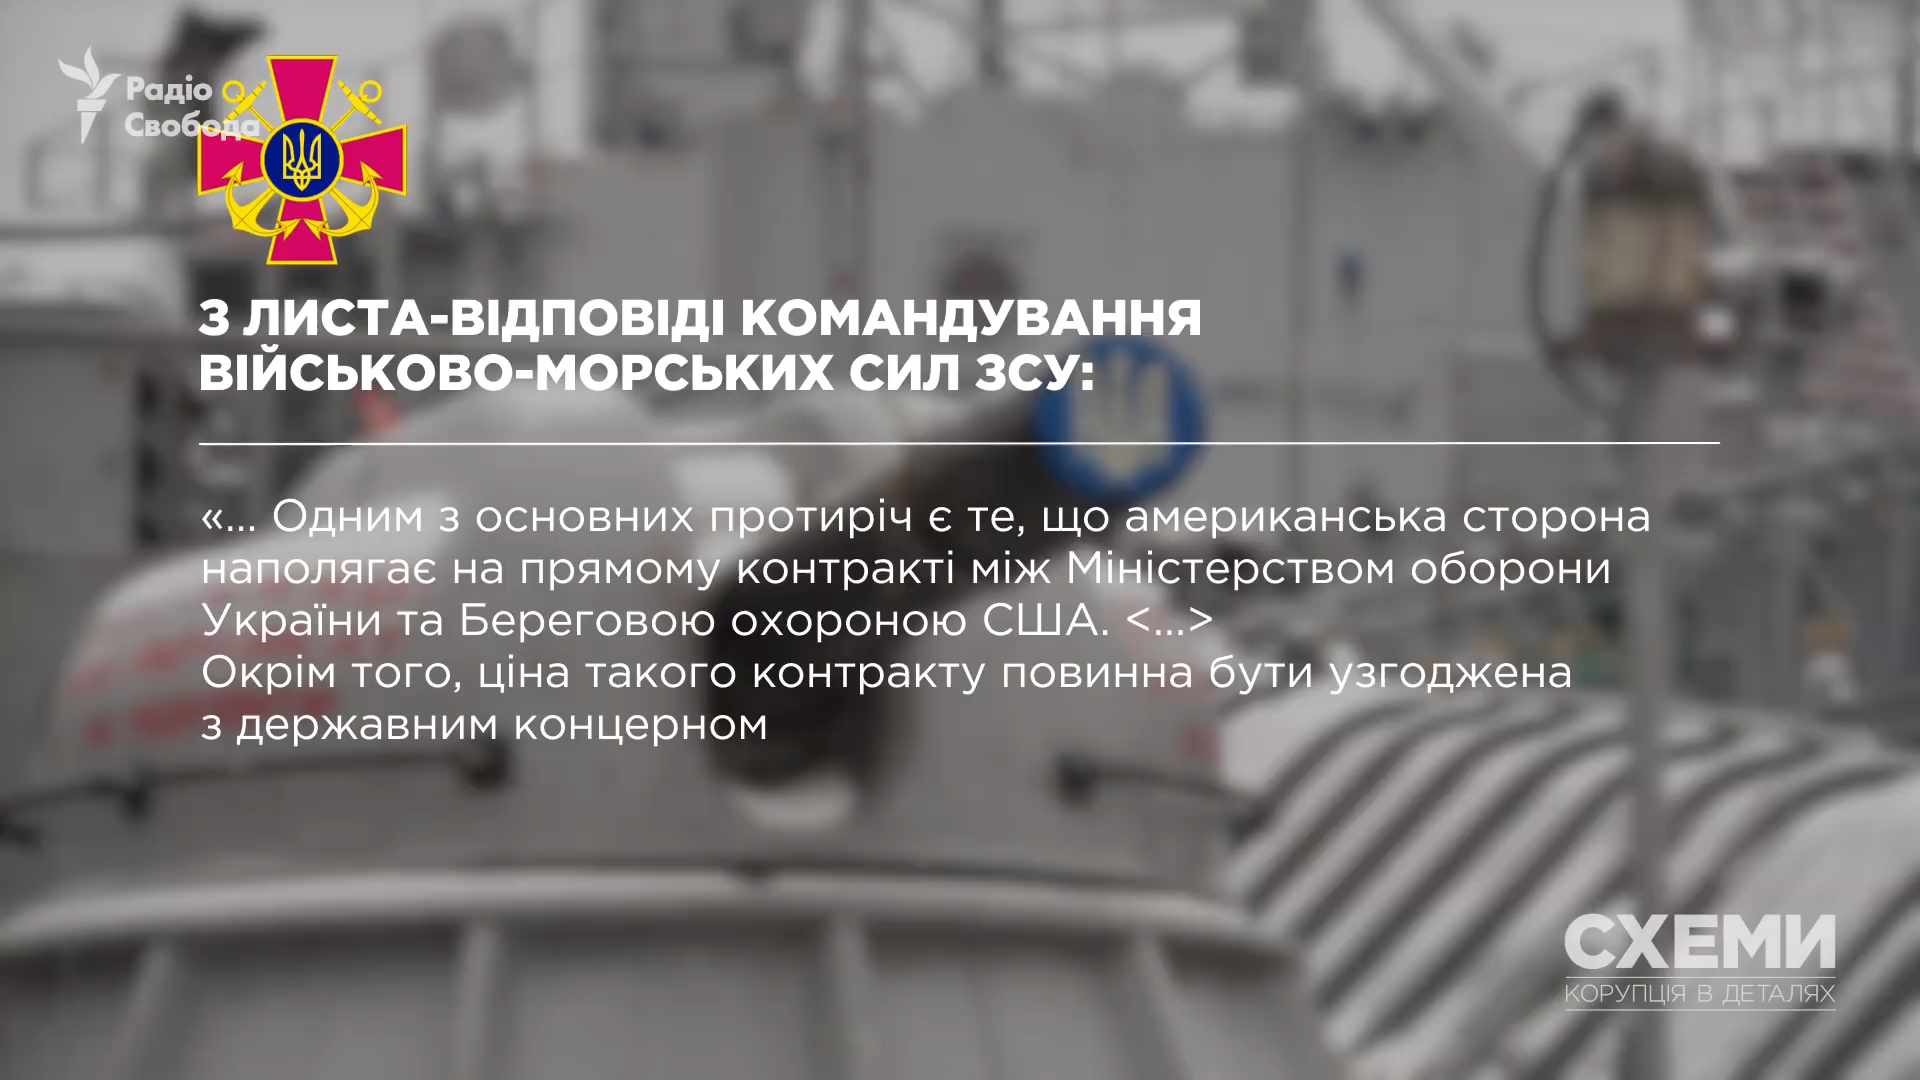 Радіо
Свобода
З ЛИСТА-ВІДПОВІДІ КОМАНДУВАННЯ
ВІЙСЬКОВО-МОРСЬКИХ СИЛ ЗСУ:
«... Одним з основних протиріч є те, що американська сторона
наполягає на прямому контракті між Міністерством оборони
України та Береговою охороною США. <...>
Окрім того, ціна такого контракту повинна бути узгоджена
з державним концерном
СХЕМИ
КОРУПЦІЯ В ДЕТАЛЯХ